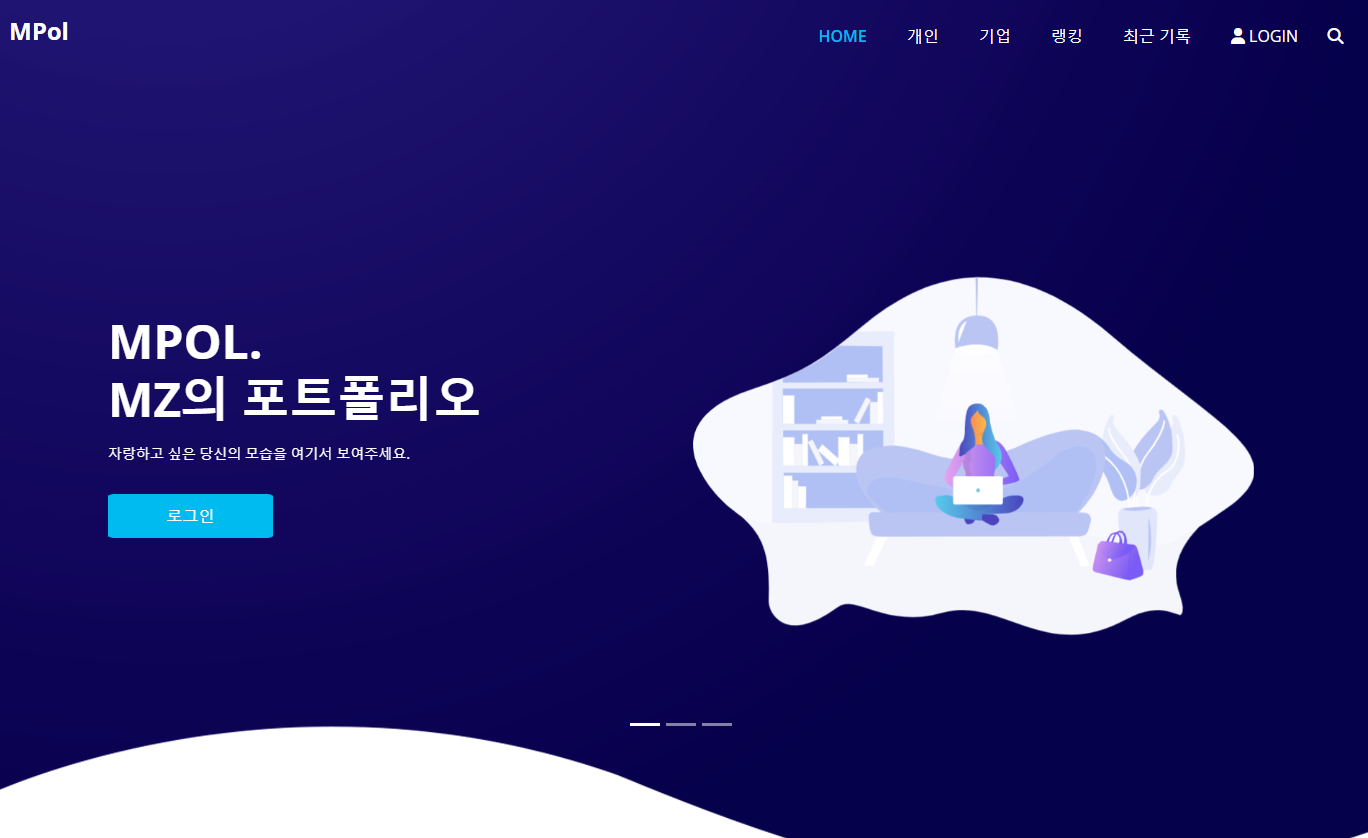 MPol
HOME 개인 기업 랭킹 최근 기록 LOGIN
MPOL.
MZ의 포트폴리오
자랑하고 싶은 당신의 모습을 여기서 보여주세요.
로그인